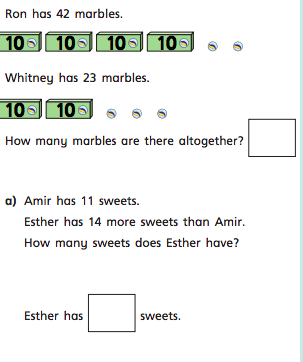 Ron has 42 marbles.
10 10 10 10
Whitney has 23 marbles.
10 10
How many marbles are there altogether?
a) Amir has 11 sweets.
Esther has 14 more sweets than Amir.
How many sweets does Esther have?
Esther has sweets.